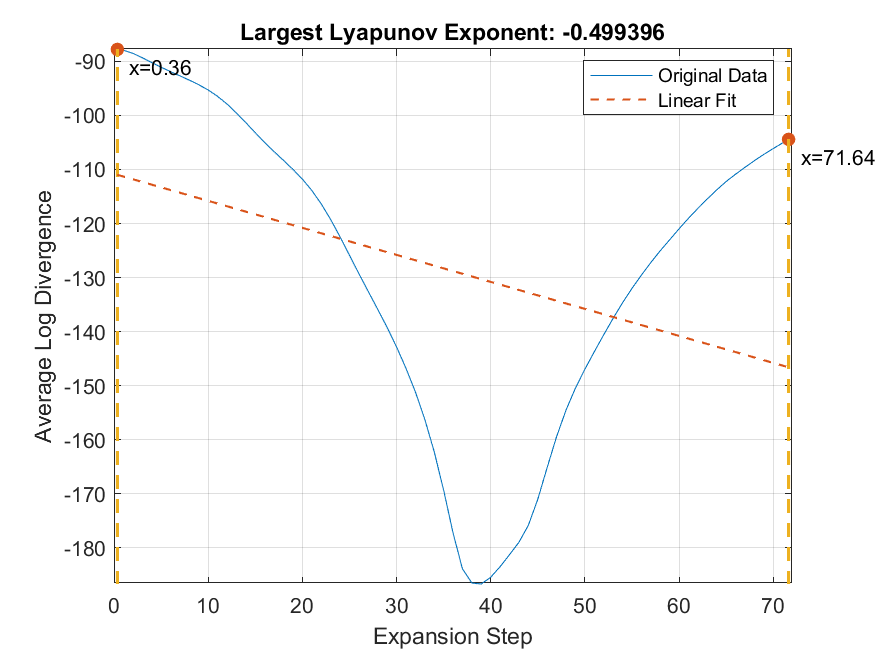 Largest Lyapunov Exponent: -0.499396
-90
-100
-110
-120
-130
-140
-150
-160
-170
-180
Average Log Divergence
x=0.36
Original Data
Linear Fit
x=71.64
0 10 20 30 40 50 60 70
Expansion Step